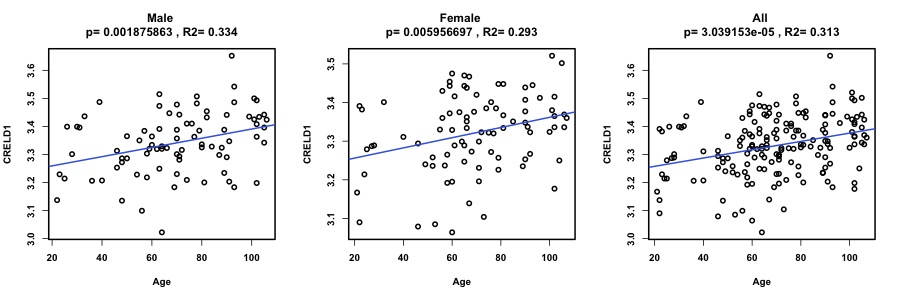 Male
p= 0.001875863 , R2= 0.334
CRELD1
3.6
3.5
3.4
3.3
3.2
3.1
3.0
20 40 60 80 100
Age
Female
p= 0.005956697 , R2= 0.293
CRELD1
3.5
3.4
3.3
3.2
3.1
20 40 60 80 100
Age
All
p= 3.039153e-05 , R2= 0.313
CRELD1
3.6
3.5
3.4
3.3
3.2
3.1
3.0
20 40 60 80 100
Age